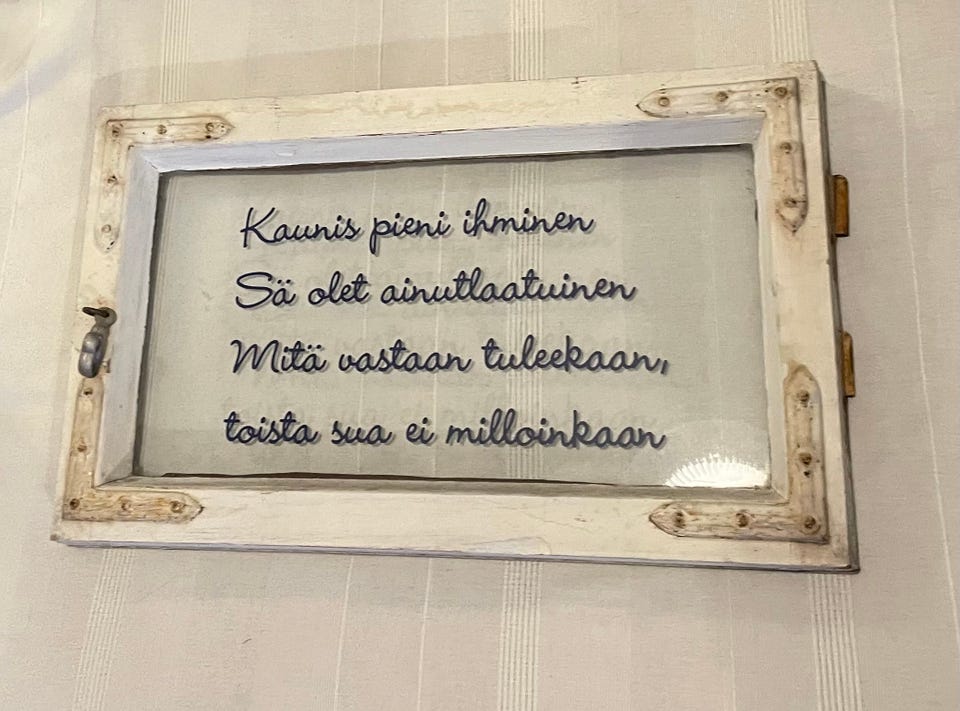 Kaunis pieni ihminen
Sä olet ainutlaatuinen
Mitä vastaan tuleekaan,
toista sua ei milloinkaan